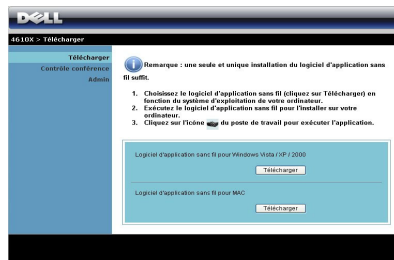 DELL
4610X > Télécharger
Télécharger
Contrôle conférence
Admin
Remarque : une seule et unique installation du logiciel d'application sans
fil suffit.
1. Choisissez le logiciel d'application sans fil (cliquez sur Télécharger) en
fonction du système d'exploitation de votre ordinateur.
2. Exécutez le logiciel d'application sans fil pour l'installer sur votre
ordinateur.
3. Cliquez sur l'icône du poste de travail pour exécuter l'application.
Logiciel d'application sans fil pour Windows Vista / XP / 2000
Télécharger
Logiciel d'application sans fil pour MAC
Télécharger